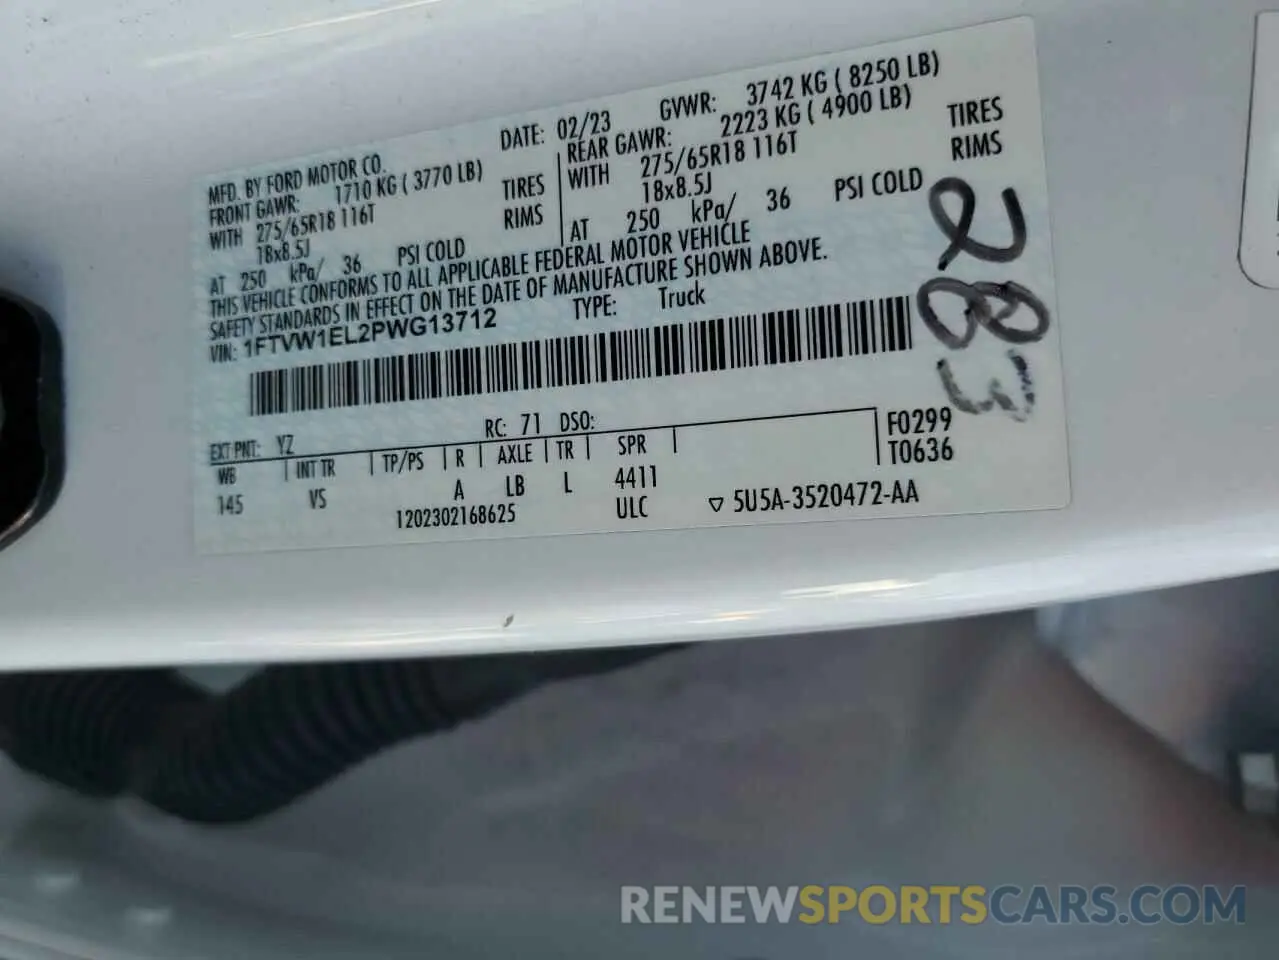 MFD. BY FORD MOTOR CO. DATE: 02/23 GVWR: 3742 KG ( 8250 LB)
FRONT GAWR: 1710 KG ( 3770 LB) REAR GAWR: 2223 KG ( 4900 LB)
WITH 275/65R18 116T TIRES WITH 275/65R18 116T TIRES
18x8.5J RIMS 18x8.5J RIMS
AT 250 kPa/ 36 PSI COLD AT 250 kPa/ 36 PSI COLD
THIS VEHICLE CONFORMS TO ALL APPLICABLE FEDERAL MOTOR VEHICLE
SAFETY STANDARDS IN EFFECT ON THE DATE OF MANUFACTURE SHOWN ABOVE.
VIN: 1FTVW1EL2PWG13712 TYPE: Truck
283
EXT PNT: YZ RC: 71 DSO: F0299
WB INT TR TP/PS R AXLE TR SPR T0636
145 VS A LB L 4411
1202302168625 ULC ▽ 5U5A-3520472-AA
RENEWSPORTSCARS.COM